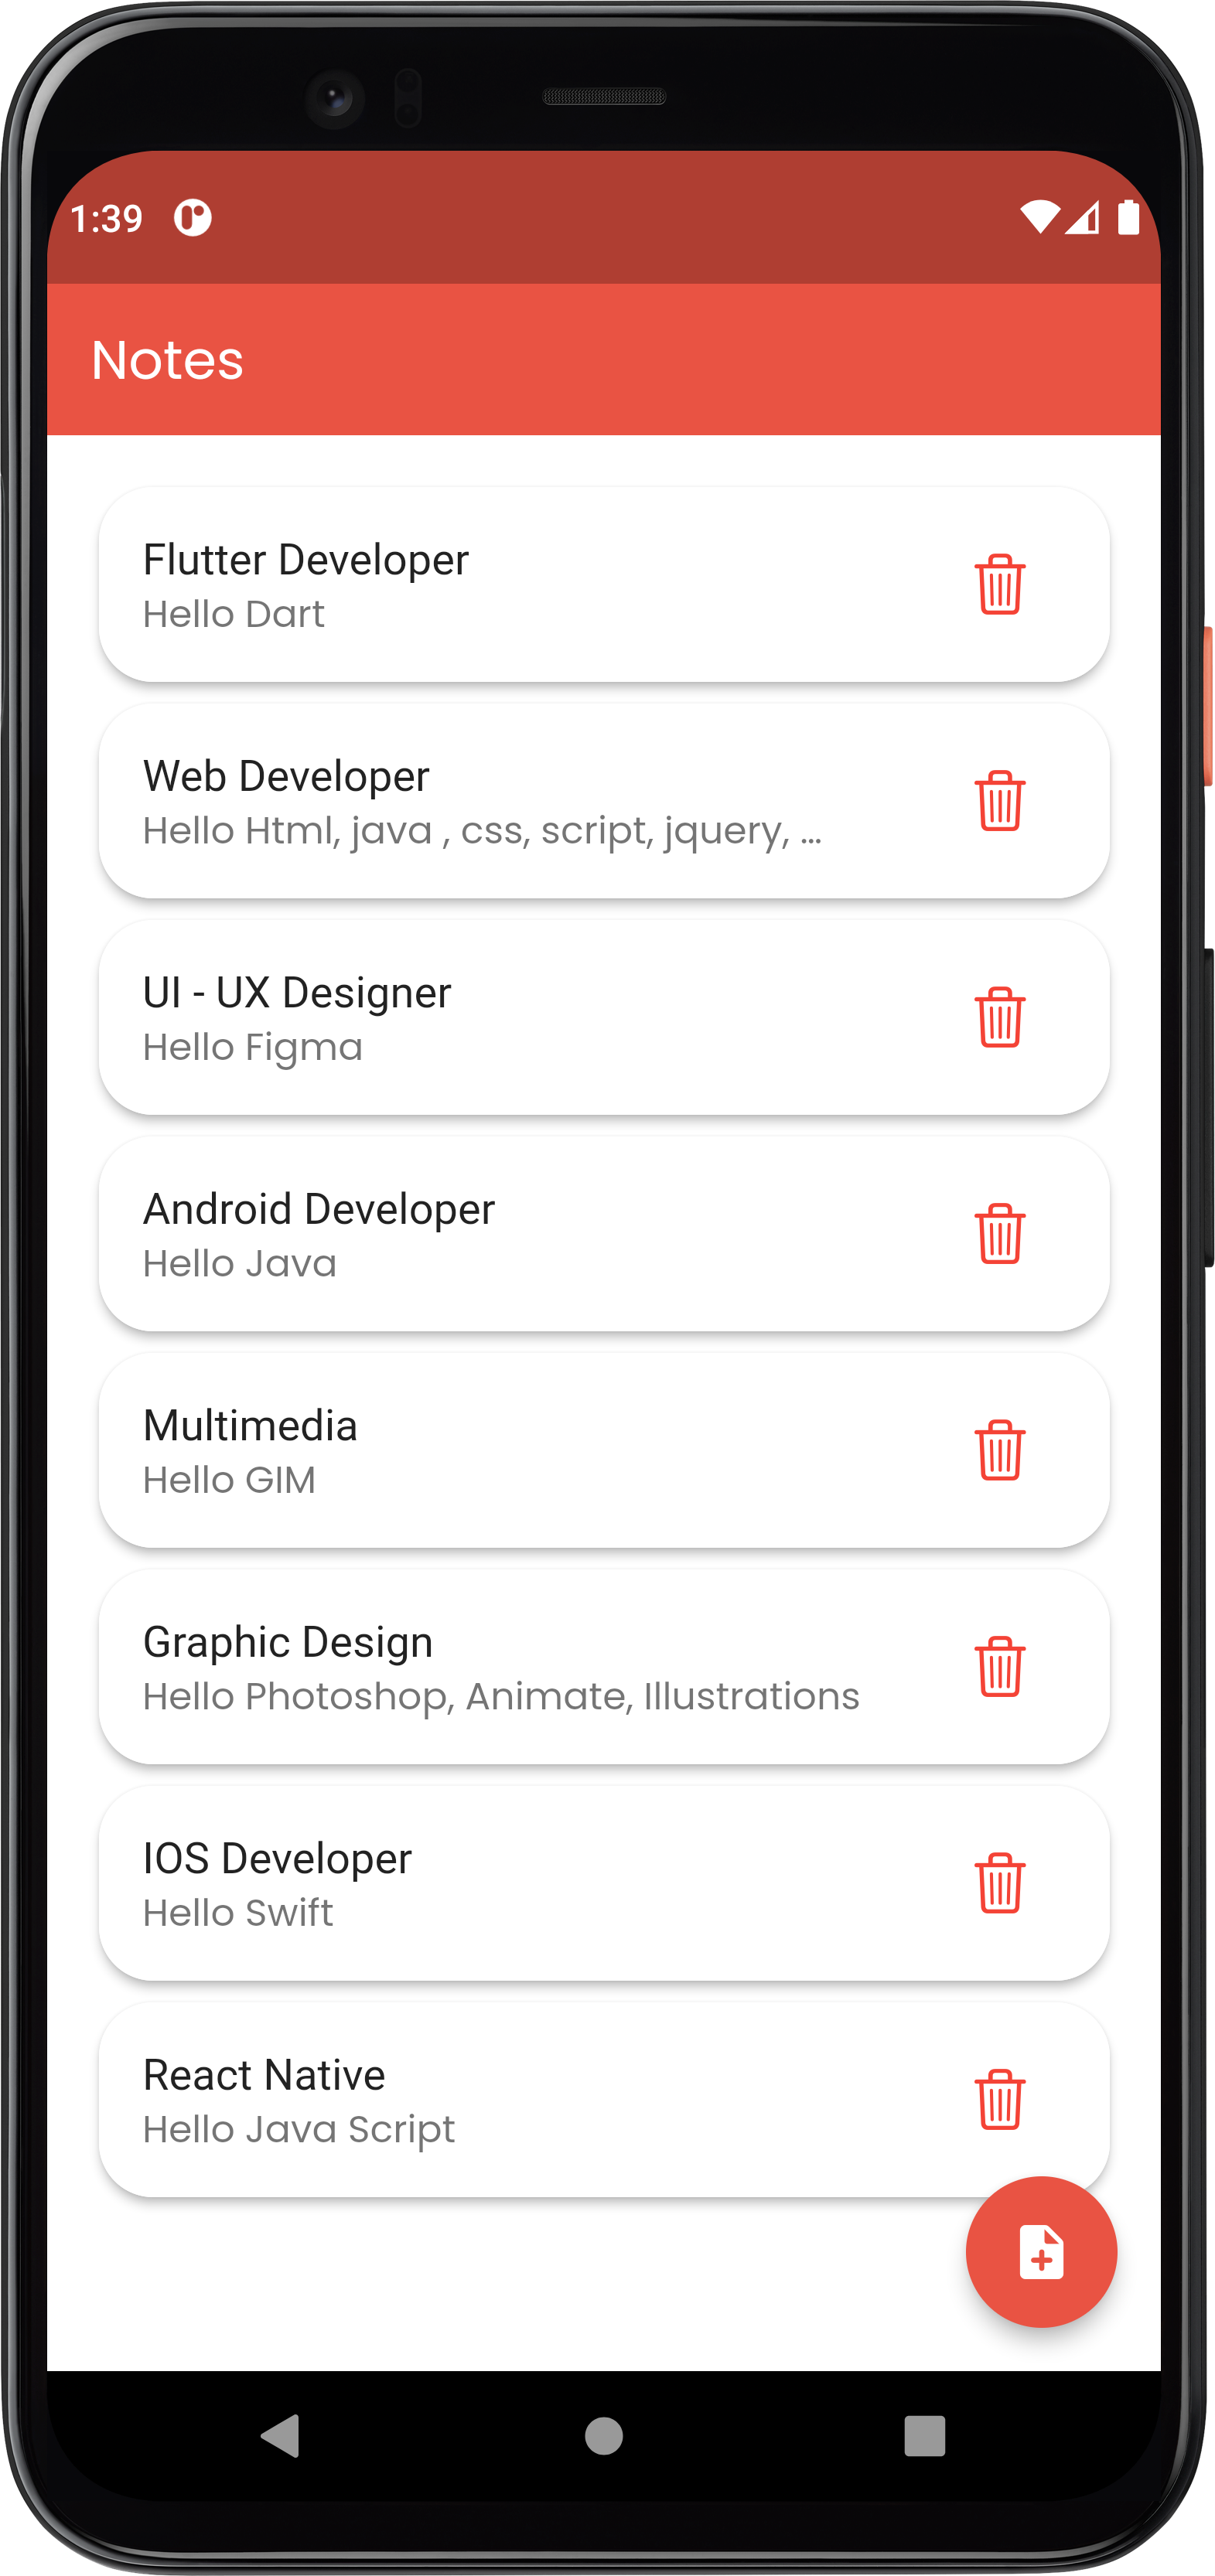 1:39
Notes
Flutter Developer
Hello Dart
Web Developer
Hello Html, java , css, script, jquery, ...
UI - UX Designer
Hello Figma
Android Developer
Hello Java
Multimedia
Hello GIM
Graphic Design
Hello Photoshop, Animate, Illustrations
IOS Developer
Hello Swift
React Native
Hello Java Script